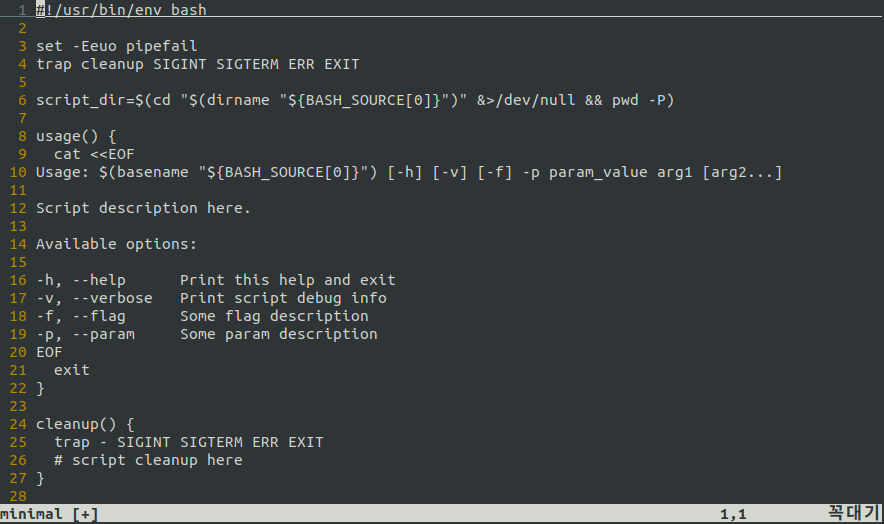 1 #!/usr/bin/env bash
2
3 set -Eeuo pipefail
4 trap cleanup SIGINT SIGTERM ERR EXIT
5
6 script_dir=$(cd "$(dirname "${BASH_SOURCE[0]}")" &>/dev/null && pwd -P)
7
8 usage() {
9   cat <<EOF
10 Usage: $(basename "${BASH_SOURCE[0]}") [-h] [-v] [-f] -p param_value arg1 [arg2...]
11
12 Script description here.
13
14 Available options:
15
16 -h, --help      Print this help and exit
17 -v, --verbose   Print script debug info
18 -f, --flag      Some flag description
19 -p, --param     Some param description
20 EOF
21   exit
22 }
23
24 cleanup() {
25   trap - SIGINT SIGTERM ERR EXIT
26   # script cleanup here
27 }
28
minimal [+] 1,1 꼭대기